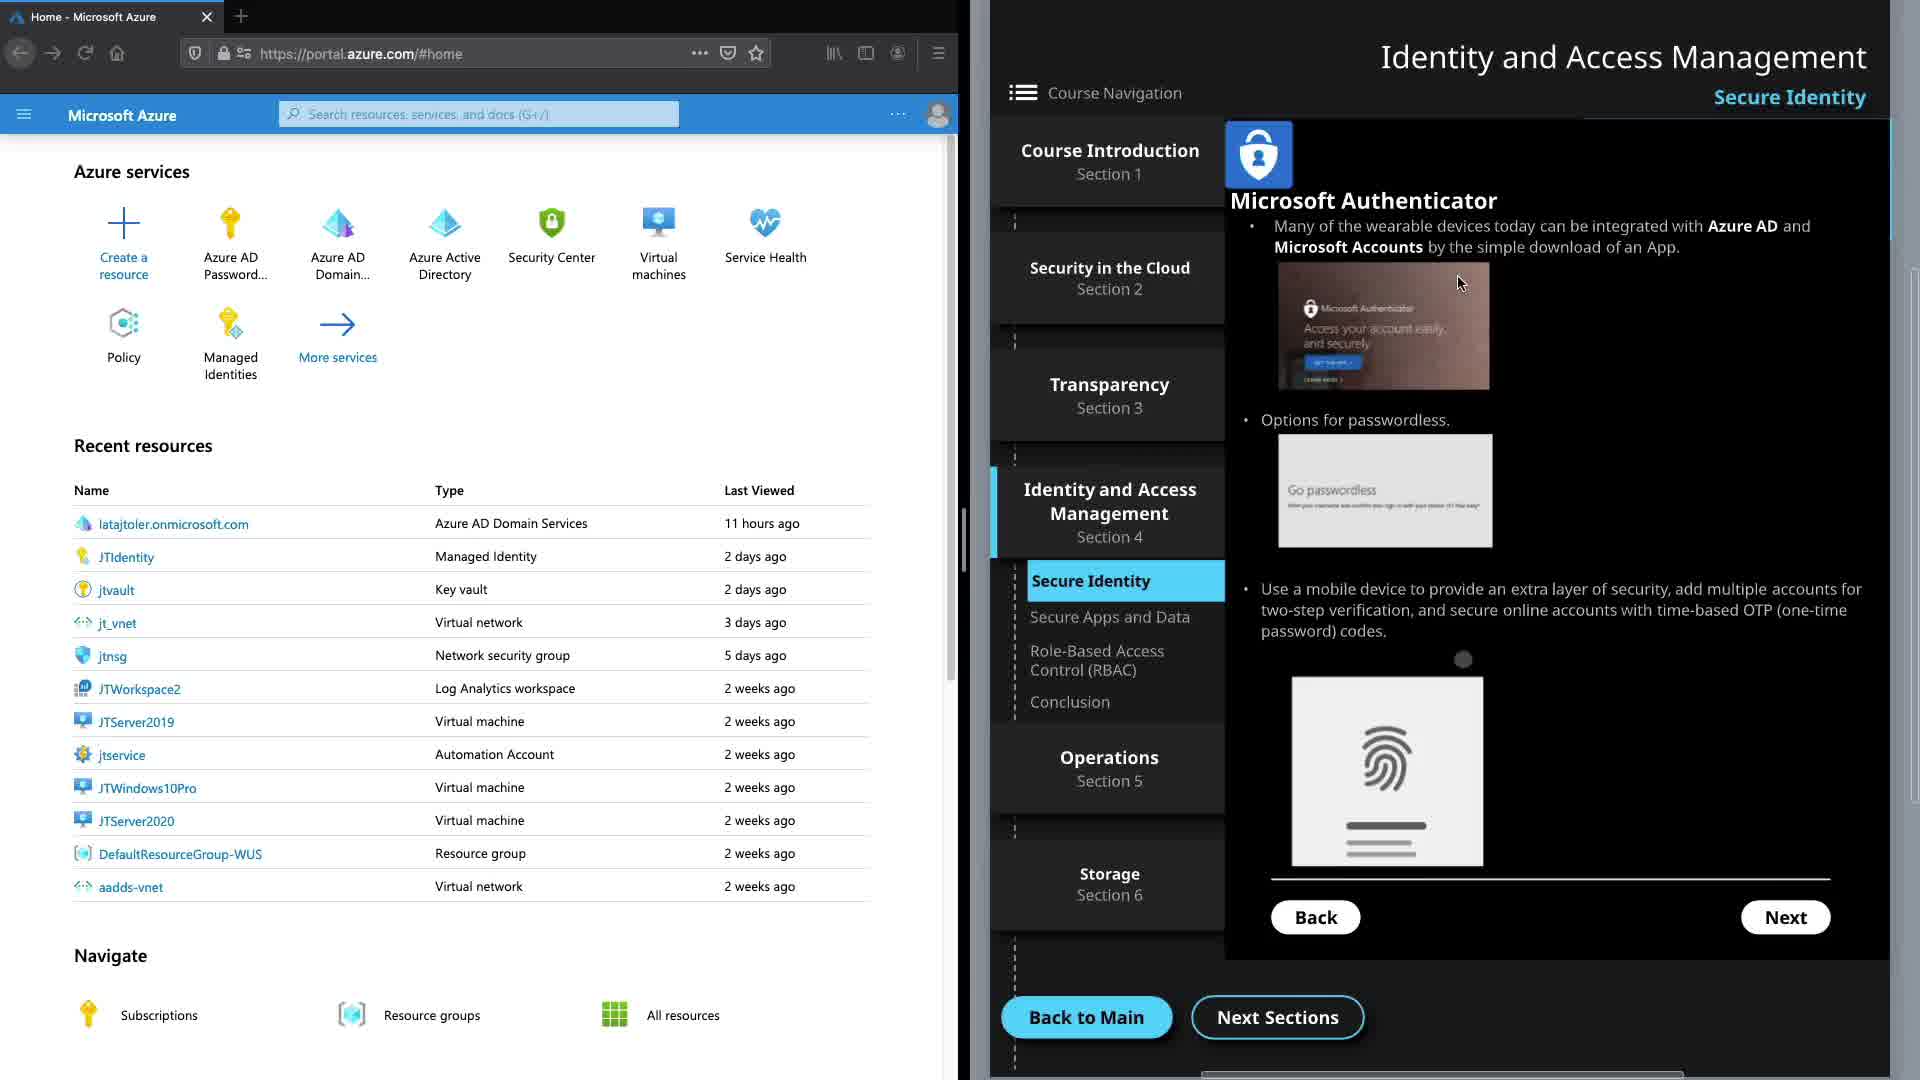 Home - Microsoft Azure
https://portal.azure.com/#home
Microsoft Azure
Search resources, services, and docs (G+/)
Azure services
Create a
resource
Azure AD
Password...
Azure AD
Domain...
Azure Active
Directory
Security Center
Virtual
machines
Service Health
Policy
Managed
Identities
More services
Recent resources
Name Type Last Viewed
latajtoler.onmicrosoft.com Azure AD Domain Services 11 hours ago
JTIdentity Managed Identity 2 days ago
jtvault Key vault 2 days ago
jt_vnet Virtual network 3 days ago
jtnsg Network security group 5 days ago
JTWorkspace2 Log Analytics workspace 2 weeks ago
JTServer2019 Virtual machine 2 weeks ago
jtservice Automation Account 2 weeks ago
JTWindows10Pro Virtual machine 2 weeks ago
JTServer2020 Virtual machine 2 weeks ago
DefaultResourceGroup-WUS Resource group 2 weeks ago
aadds-vnet Virtual network 2 weeks ago
Navigate
Subscriptions
Resource groups
All resources
Identity and Access Management
Secure Identity
Course Navigation
Course Introduction
Section 1
Security in the Cloud
Section 2
Transparency
Section 3
Identity and Access
Management
Section 4
Secure Identity
Secure Apps and Data
Role-Based Access
Control (RBAC)
Conclusion
Operations
Section 5
Storage
Section 6
Back to Main
Next Sections
Microsoft Authenticator
• Many of the wearable devices today can be integrated with Azure AD and
Microsoft Accounts by the simple download of an App.
Microsoft Authenticator
Access your account easily,
and securely
• Options for passwordless.
Go passwordless
• Use a mobile device to provide an extra layer of security, add multiple accounts for
two-step verification, and secure online accounts with time-based OTP (one-time
password) codes.
Back
Next